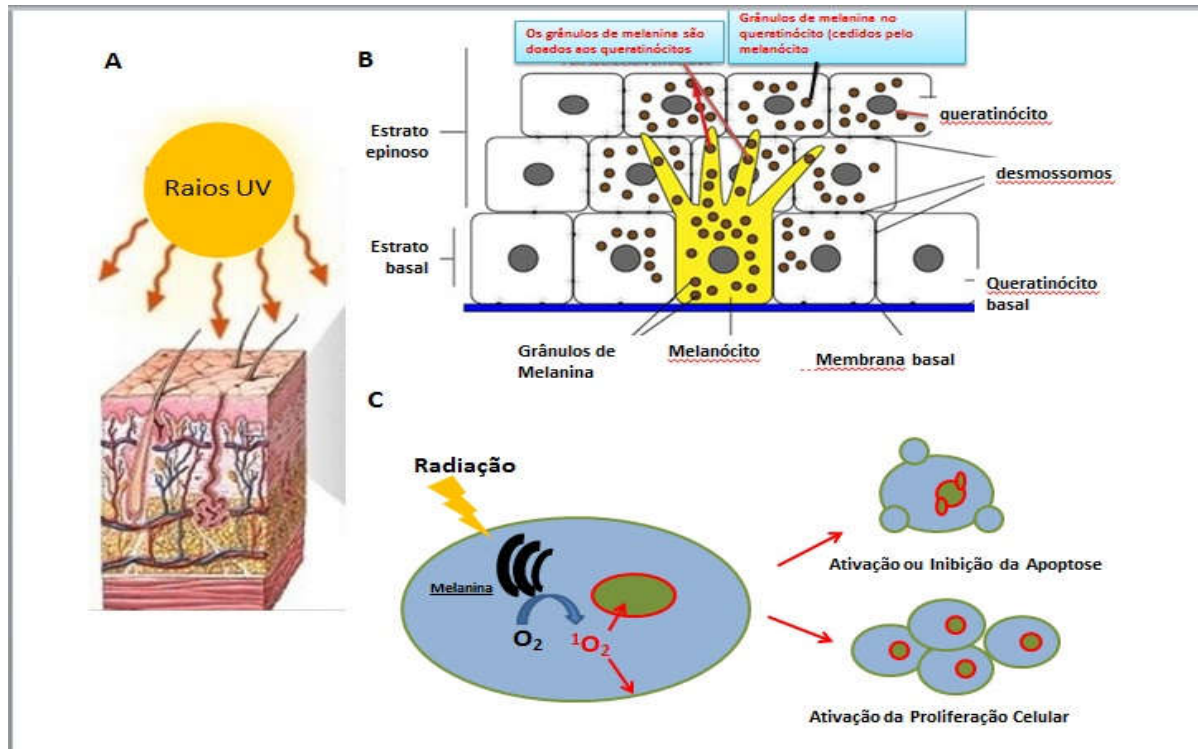 A
Raios UV
B
Os grânulos de melanina são
doados aos queratinócitos
Grânulos de melanina no
queratinócito (cedidos pelo
melanócito
Estrato
epinoso
queratinócito
desmossomos
Estrato
basal
Queratinócito
basal
Grânulos de
Melanina
Melanócito
Membrana basal
C
Radiação
Melanina
O₂
¹O₂
Ativação ou Inibição da Apoptose
Ativação da Proliferação Celular